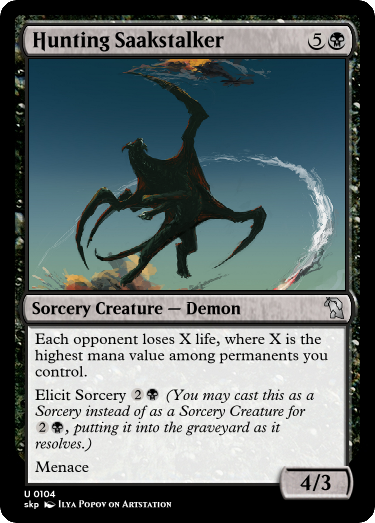 Hunting Saakstalker 5
Sorcery Creature — Demon
Each opponent loses X life, where X is the
highest mana value among permanents you
control.
Elicit Sorcery 2 (You may cast this as a
Sorcery instead of as a Sorcery Creature for
2, putting it into the graveyard as it
resolves.)
Menace
4/3
U 0104
skp Ilya Popov on Artstation